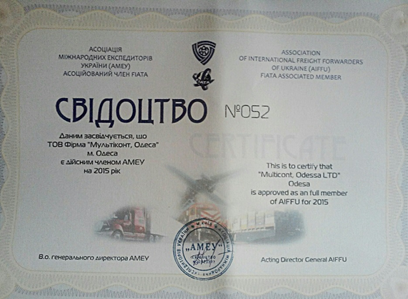 АСОЦІАЦІЯ
МІЖНАРОДНИХ ЕКСПЕДИТОРІВ
УКРАЇНИ (АМЕУ)
АСОЦІЙОВАНИЙ ЧЛЕН FIATA
ASSOCIATION
OF INTERNATIONAL FREIGHT FORWARDERS
OF UKRAINE (AIFFU)
FIATA ASSOCIATED MEMBER
СВІДОЦТВО №052
CERTIFICATE
Даним засвідчується, що
ТОВ Фірма "Мультіконт, Одеса"
м. Одеса
є дійсним членом АМЕУ
на 2015 рік
This is to certify that
"Multicont, Odessa LTD"
Odesa
is approved as an full member
of AIFFU for 2015
„АМЕУ"
В.о. генерального директора АМЕУ
Acting Director General AIFFU